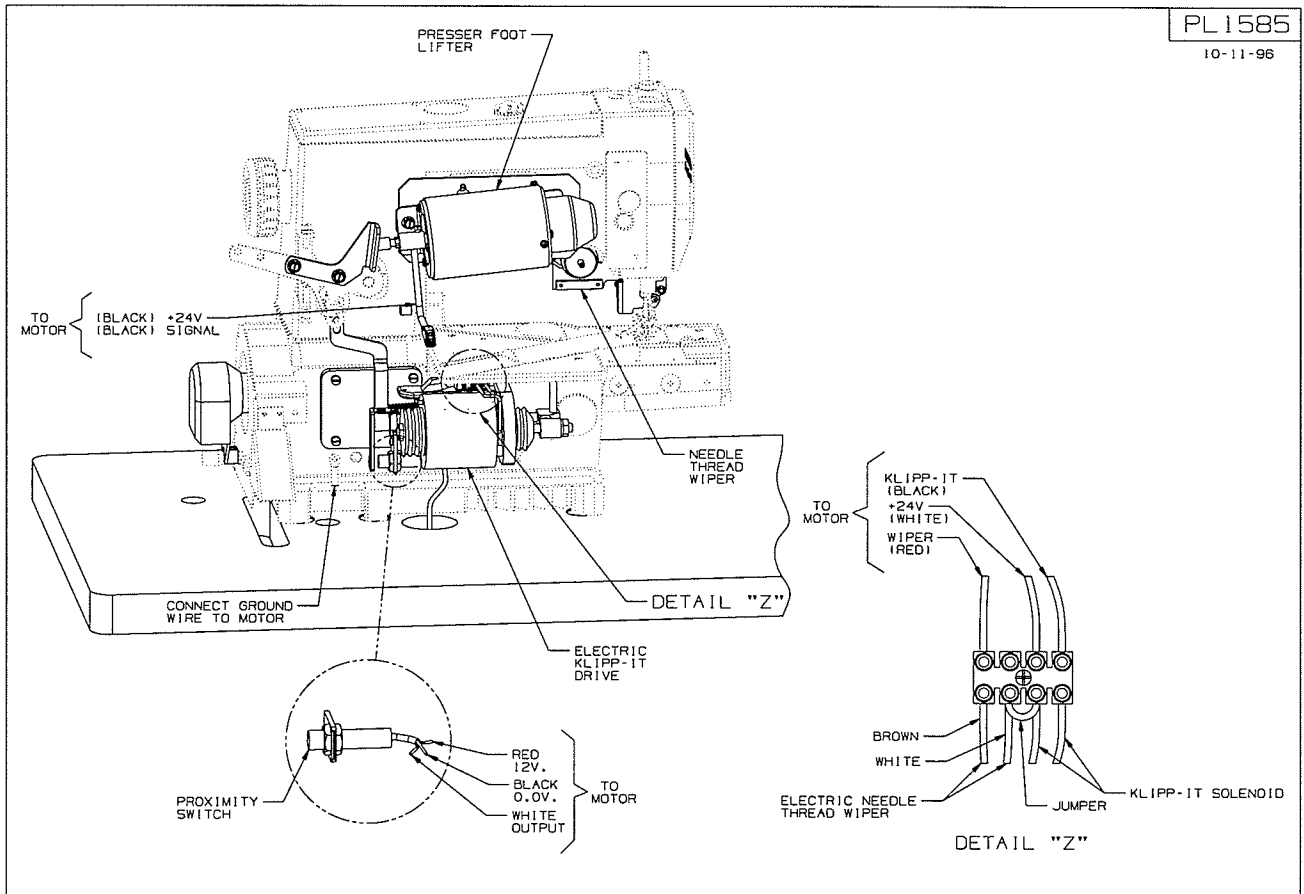 PL1585
10-11-96
PRESSER FOOT
LIFTER
TO
MOTOR
(BLACK) +24V
(BLACK) SIGNAL
NEEDLE
THREAD
WIPER
CONNECT GROUND
WIRE TO MOTOR
DETAIL "Z"
ELECTRIC
KLIPP-IT
DRIVE
PROXIMITY
SWITCH
RED
12V.
BLACK
0.0V.
WHITE
OUTPUT
TO
MOTOR
TO
MOTOR
KLIPP-IT
(BLACK)
+24V
(WHITE)
WIPER
(RED)
BROWN
WHITE
ELECTRIC NEEDLE
THREAD WIPER
JUMPER
KLIPP-IT SOLENOID
DETAIL "Z"